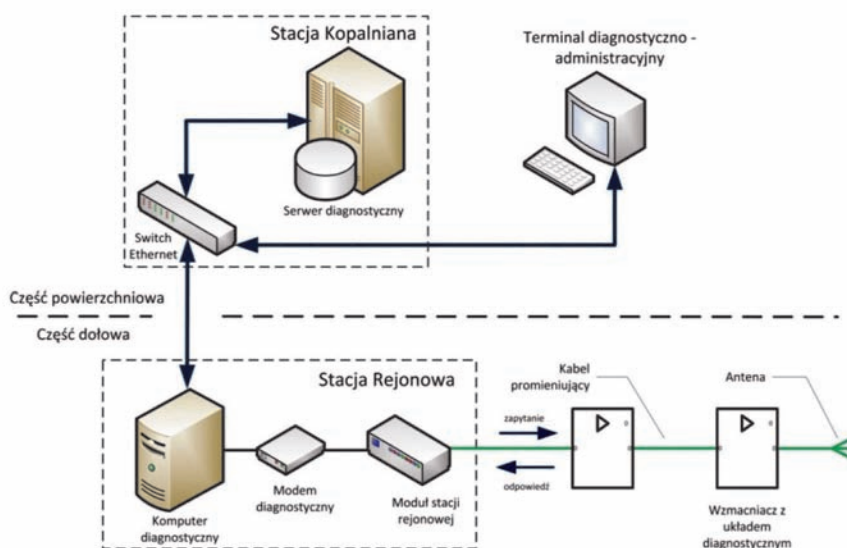 Stacja Kopalniana
Terminal diagnostyczno -
administracyjny
Serwer diagnostyczny
Switch
Ethernet
Część powierzchniowa
Część dołowa
Stacja Rejonowa
Kabel
promieniujący
Antena
zapytanie
odpowiedź
Modem
diagnostyczny
Moduł stacji
rejonowej
Komputer
diagnostyczny
Wzmacniacz z
układem
diagnostycznym